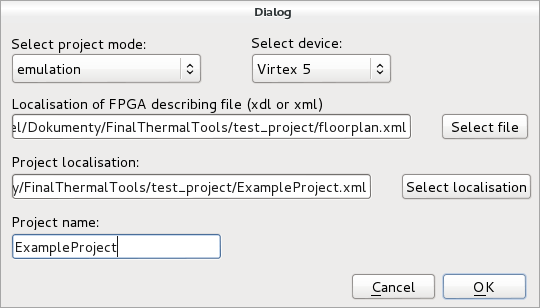 Dialog
Select project mode:
Select device:
emulation
Virtex 5
Localisation of FPGA describing file (xdl or xml)
el/Dokumenty/FinalThermalTools/test_project/floorplan.xml
Select file
Project localisation:
y/FinalThermalTools/test_project/ExampleProject.xml
Select localisation
Project name:
ExampleProject
Cancel
OK